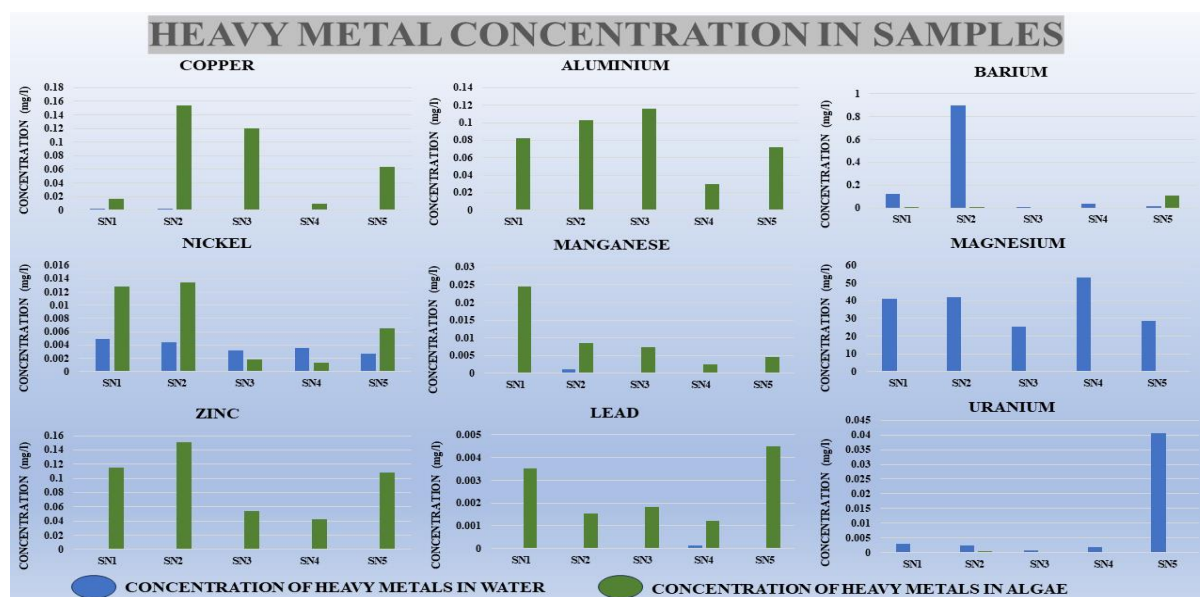 HEAVY METAL CONCENTRATION IN SAMPLES
COPPER
CONCENTRATION (mg/l)
0.18
0.16
0.14
0.12
0.1
0.08
0.06
0.04
0.02
0
SN1 SN2 SN3 SN4 SN5
ALUMINIUM
CONCENTRATION (mg/l)
0.14
0.12
0.1
0.08
0.06
0.04
0.02
0
SN1 SN2 SN3 SN4 SN5
BARIUM
CONCENTRATION (mg/l)
1
0.8
0.6
0.4
0.2
0
SN1 SN2 SN3 SN4 SN5
NICKEL
CONCENTRATION (mg/l)
0.016
0.014
0.012
0.01
0.008
0.006
0.004
0.002
0
SN1 SN2 SN3 SN4 SN5
MANGANESE
CONCENTRATION (mg/l)
0.03
0.025
0.02
0.015
0.01
0.005
0
SN1 SN2 SN3 SN4 SN5
MAGNESIUM
CONCENTRATION (mg/l)
60
50
40
30
20
10
0
SN1 SN2 SN3 SN4 SN5
ZINC
CONCENTRATION (mg/l)
0.16
0.14
0.12
0.1
0.08
0.06
0.04
0.02
0
SN1 SN2 SN3 SN4 SN5
LEAD
CONCENTRATION (mg/l)
0.005
0.004
0.003
0.002
0.001
0
SN1 SN2 SN3 SN4 SN5
URANIUM
CONCENTRATION (mg/l)
0.045
0.04
0.035
0.03
0.025
0.02
0.015
0.01
0.005
0
SN1 SN2 SN3 SN4 SN5
CONCENTRATION OF HEAVY METALS IN WATER
CONCENTRATION OF HEAVY METALS IN ALGAE